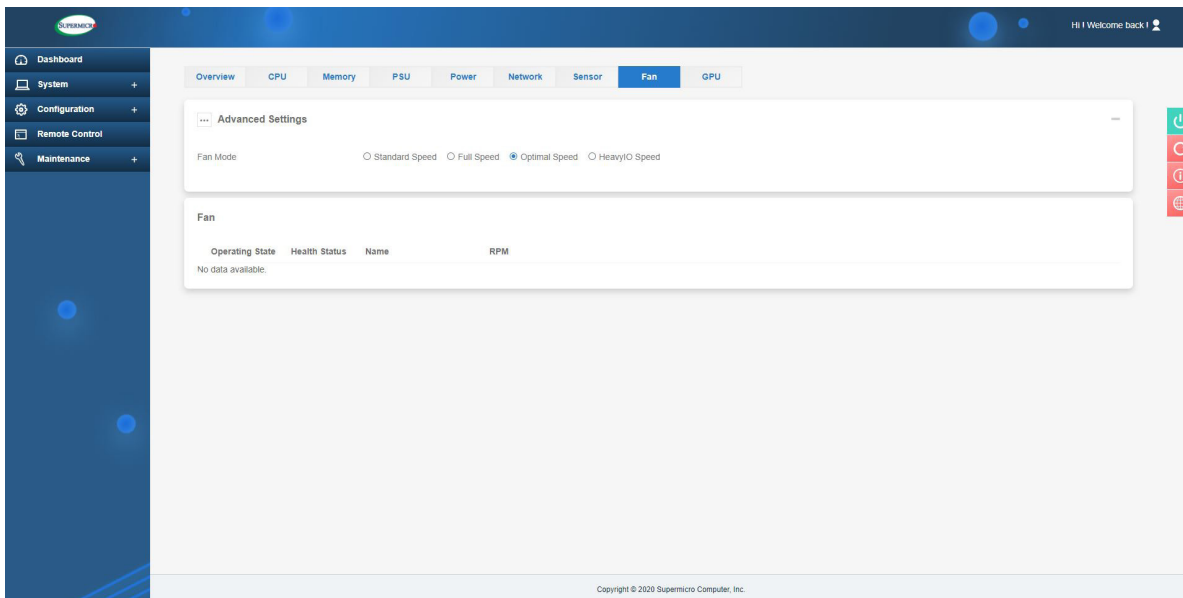 SUPERMICR
Hi ! Welcome back !
Dashboard
System +
Configuration +
Remote Control
Maintenance +
Overview CPU Memory PSU Power Network Sensor Fan GPU
... Advanced Settings
Fan Mode Standard Speed Full Speed Optimal Speed HeavyIO Speed
Fan
Operating State Health Status Name RPM
No data available.
Copyright © 2020 Supermicro Computer, Inc.